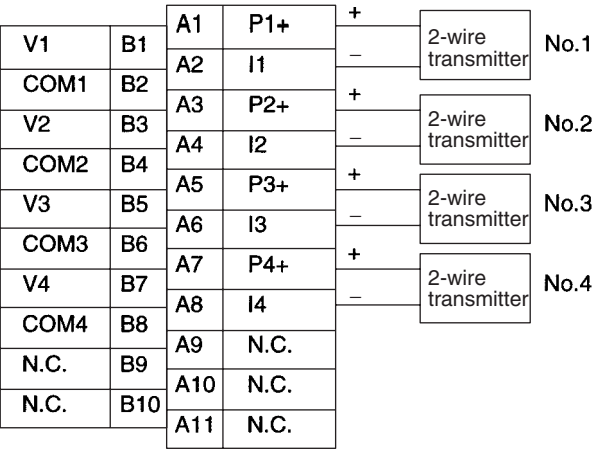 A1 P1+ +
V1 B1 2-wire No.1
A2 I1 – transmitter
COM1 B2
A3 P2+ +
V2 B3 2-wire No.2
A4 I2 – transmitter
COM2 B4
A5 P3+ +
V3 B5 2-wire No.3
A6 I3 – transmitter
COM3 B6
A7 P4+ +
V4 B7 2-wire No.4
A8 I4 – transmitter
COM4 B8
A9 N.C.
N.C. B9
A10 N.C.
N.C. B10
A11 N.C.